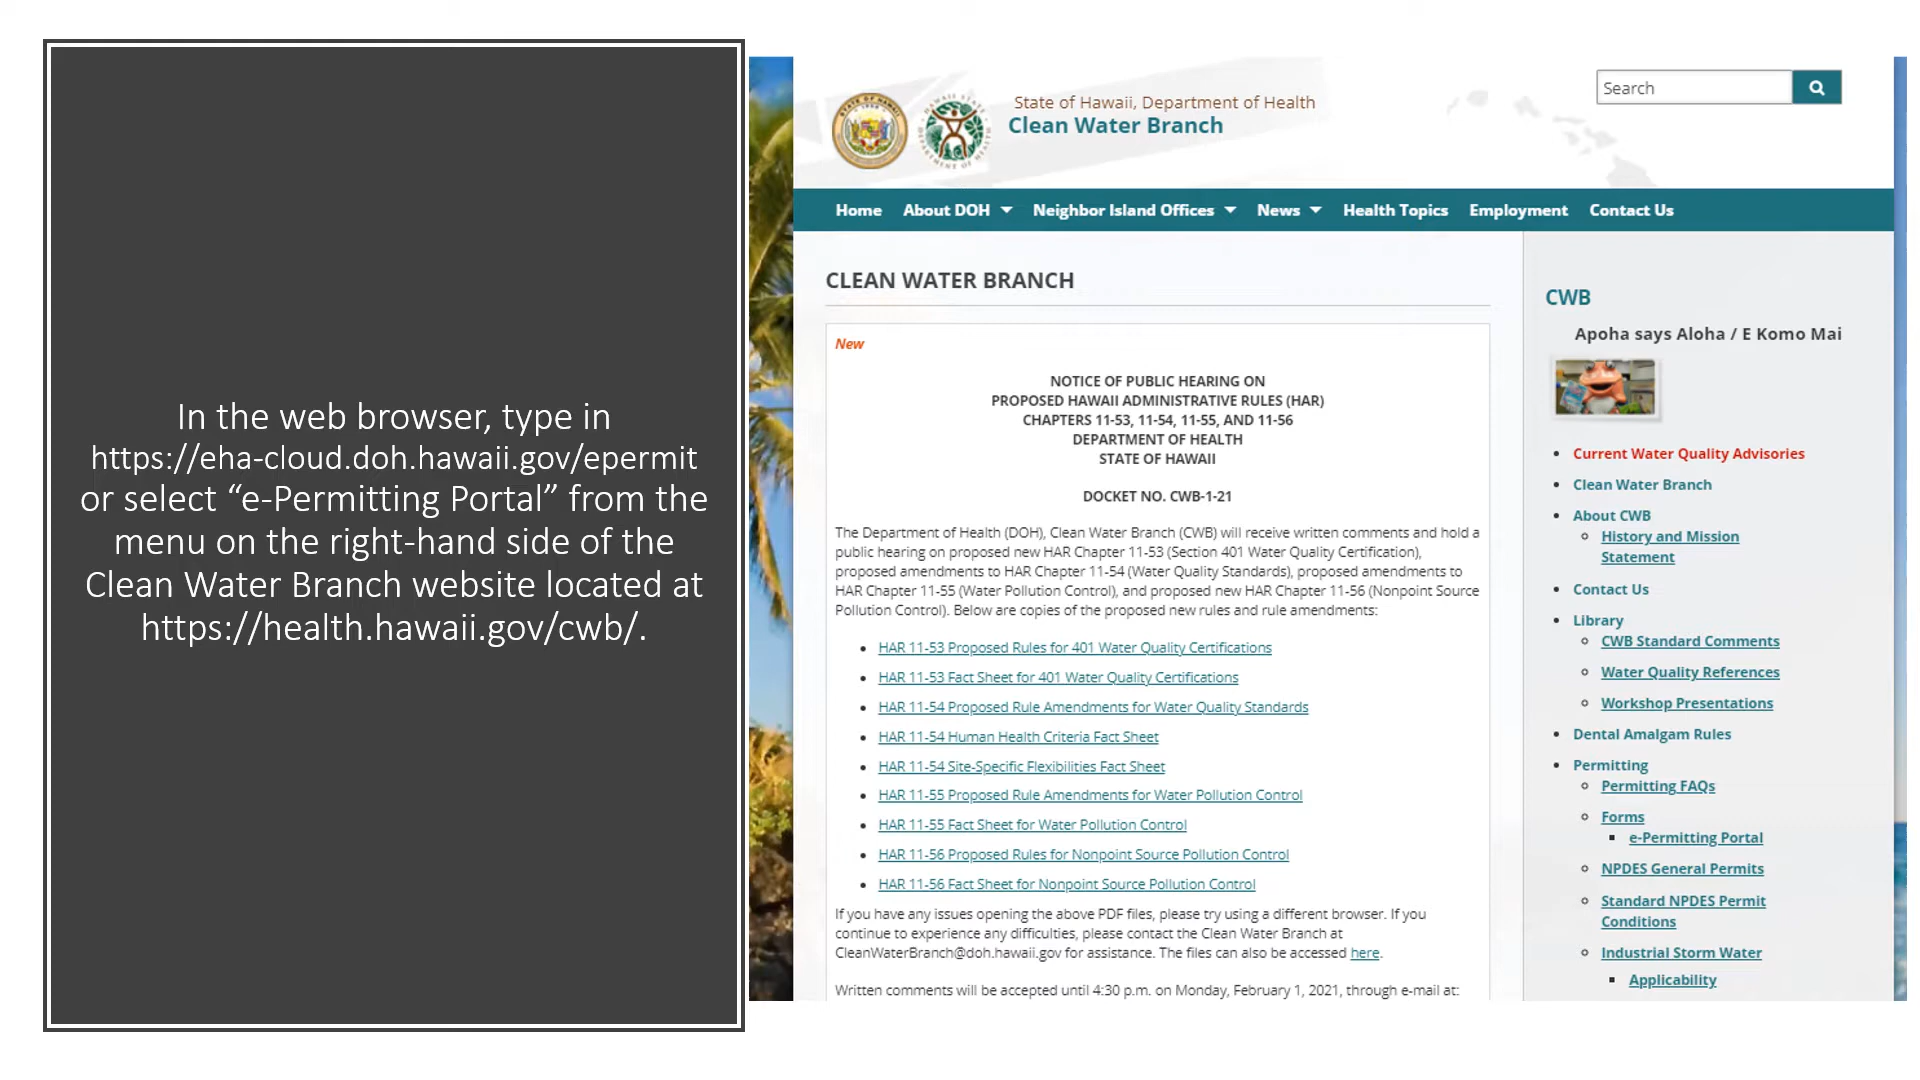 In the web browser, type in
https://eha-cloud.doh.hawaii.gov/epermit
or select “e-Permitting Portal” from the
menu on the right-hand side of the
Clean Water Branch website located at
https://health.hawaii.gov/cwb/.
State of Hawaii, Department of Health
Clean Water Branch
Search
Home About DOH Neighbor Island Offices News Health Topics Employment Contact Us
CLEAN WATER BRANCH
New
NOTICE OF PUBLIC HEARING ON
PROPOSED HAWAII ADMINISTRATIVE RULES (HAR)
CHAPTERS 11-53, 11-54, 11-55, AND 11-56
DEPARTMENT OF HEALTH
STATE OF HAWAII
DOCKET NO. CWB-1-21
The Department of Health (DOH), Clean Water Branch (CWB) will receive written comments and hold a
public hearing on proposed new HAR Chapter 11-53 (Section 401 Water Quality Certification),
proposed amendments to HAR Chapter 11-54 (Water Quality Standards), proposed amendments to
HAR Chapter 11-55 (Water Pollution Control), and proposed new HAR Chapter 11-56 (Nonpoint Source
Pollution Control). Below are copies of the proposed new rules and rule amendments:
HAR 11-53 Proposed Rules for 401 Water Quality Certifications
HAR 11-53 Fact Sheet for 401 Water Quality Certifications
HAR 11-54 Proposed Rule Amendments for Water Quality Standards
HAR 11-54 Human Health Criteria Fact Sheet
HAR 11-54 Site-Specific Flexibilities Fact Sheet
HAR 11-55 Proposed Rule Amendments for Water Pollution Control
HAR 11-55 Fact Sheet for Water Pollution Control
HAR 11-56 Proposed Rules for Nonpoint Source Pollution Control
HAR 11-56 Fact Sheet for Nonpoint Source Pollution Control
If you have any issues opening the above PDF files, please try using a different browser. If you
continue to experience any difficulties, please contact the Clean Water Branch at
CleanWaterBranch@doh.hawaii.gov for assistance. The files can also be accessed here.
Written comments will be accepted until 4:30 p.m. on Monday, February 1, 2021, through e-mail at:
CWB
Apoha says Aloha / E Komo Mai
Current Water Quality Advisories
Clean Water Branch
About CWB
History and Mission
Statement
Contact Us
Library
CWB Standard Comments
Water Quality References
Workshop Presentations
Dental Amalgam Rules
Permitting
Permitting FAQs
Forms
e-Permitting Portal
NPDES General Permits
Standard NPDES Permit
Conditions
Industrial Storm Water
Applicability